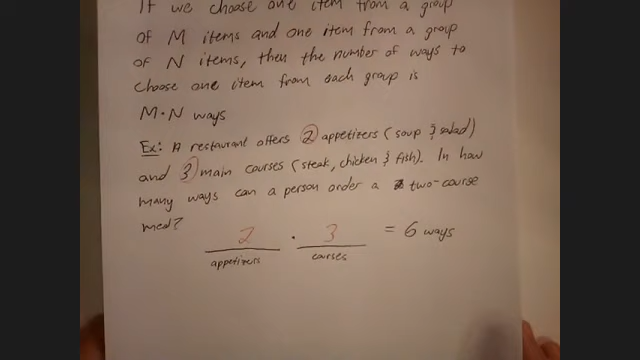 If we choose one item from a group
of M items and one item from a group
of N items, then the number of ways to
choose one item from each group is
M·N ways
Ex: A restaurant offers 2 appetizers (soup & salad)
and 3 main courses (steak, chicken & fish). In how
many ways can a person order a two-course
meal?
2 · 3 = 6 ways
appetizers courses